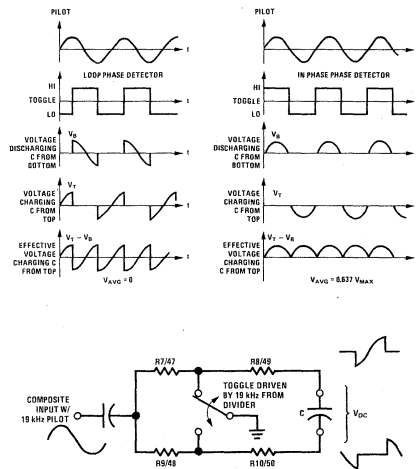 PILOT
t
LOOP PHASE DETECTOR
HI
TOGGLE
LO
t
VOLTAGE
DISCHARGING
C FROM
BOTTOM
VB
t
VOLTAGE
CHARGING
C FROM
TOP
VT
t
EFFECTIVE
VOLTAGE
CHARGING C
FROM TOP
VT − VB
t
VAVG = 0
PILOT
t
IN PHASE PHASE DETECTOR
HI
TOGGLE
LO
t
VOLTAGE
DISCHARGING
C FROM
BOTTOM
VB
t
VOLTAGE
CHARGING
C FROM
TOP
VT
t
EFFECTIVE
VOLTAGE
CHARGING
C FROM TOP
VT − VB
t
VAVG = 0.637 VMAX
R7/47
R8/49
COMPOSITE
INPUT W/
19 kHz PILOT
TOGGLE DRIVEN
BY 19 kHz FROM
DIVIDER
C
VDC
R9/48
R10/50